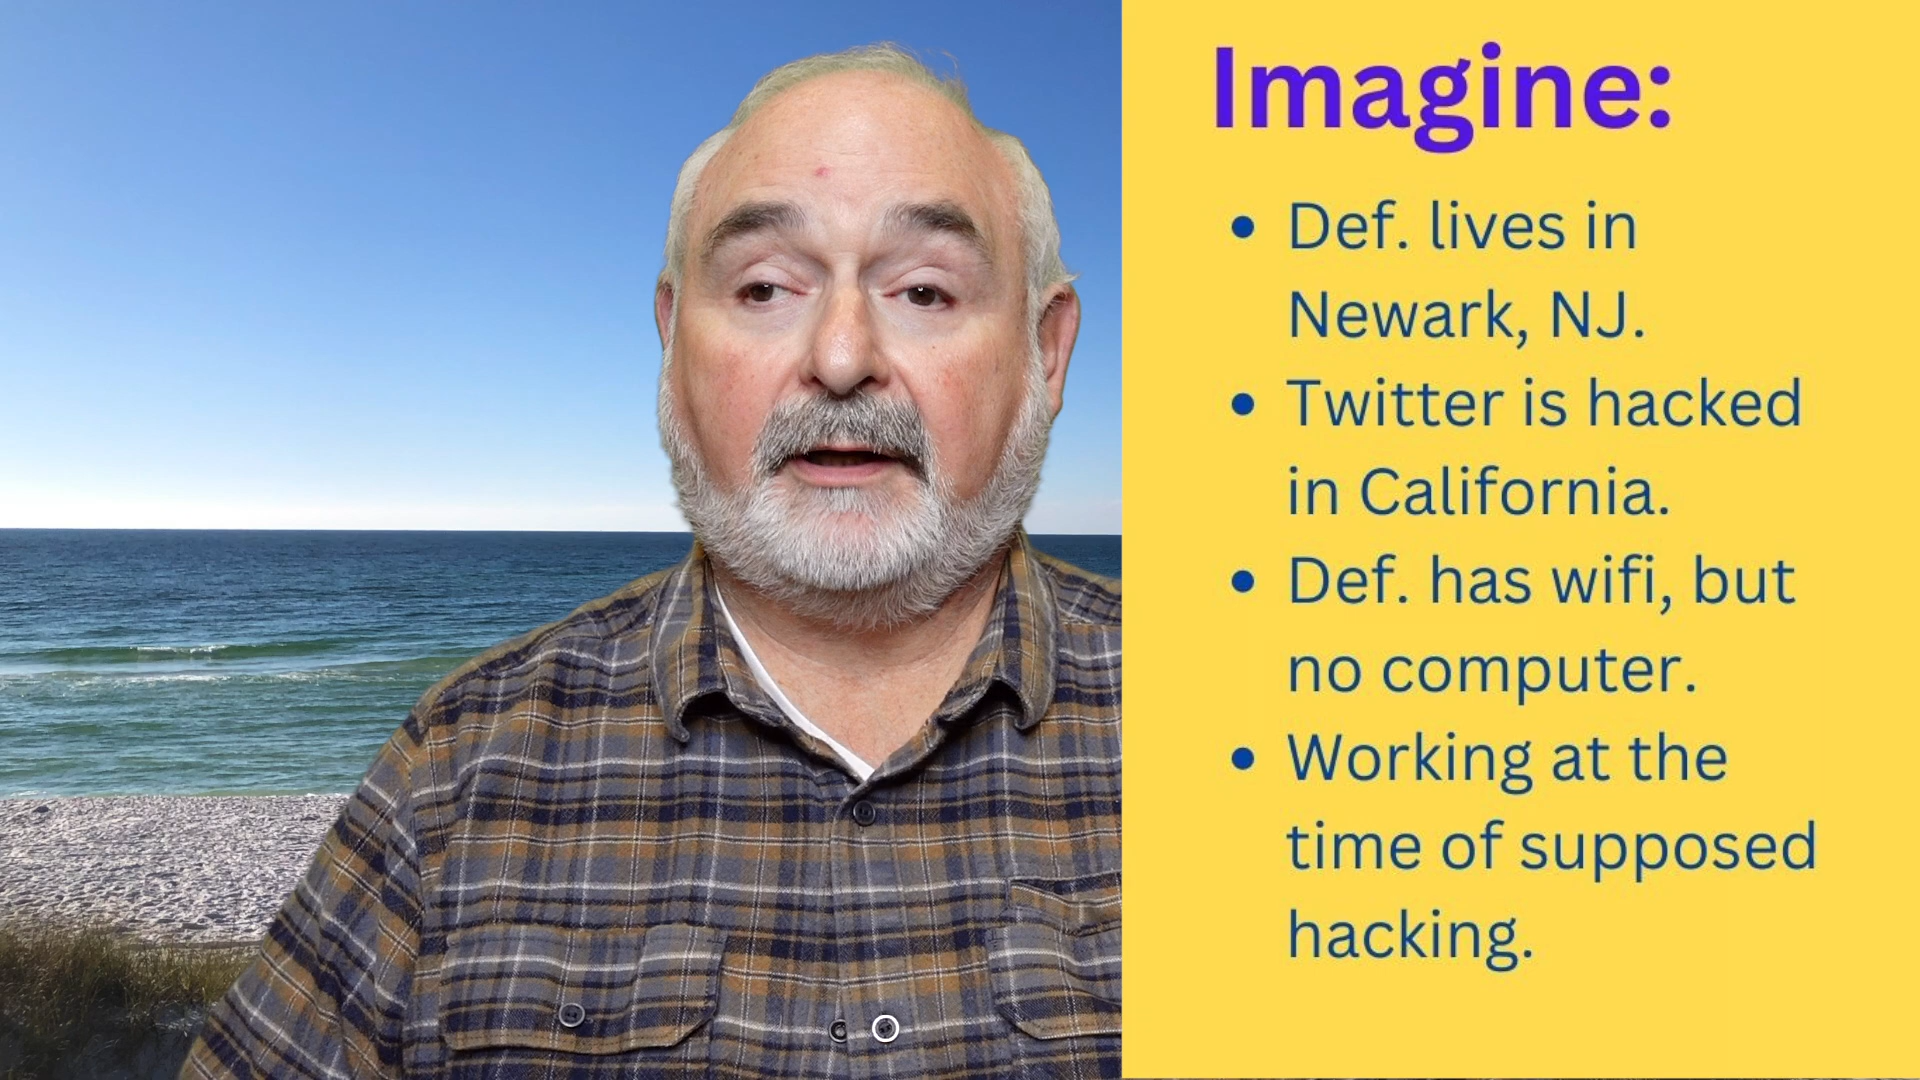 Imagine:
• Def. lives in
Newark, NJ.
• Twitter is hacked
in California.
• Def. has wifi, but
no computer.
• Working at the
time of supposed
hacking.